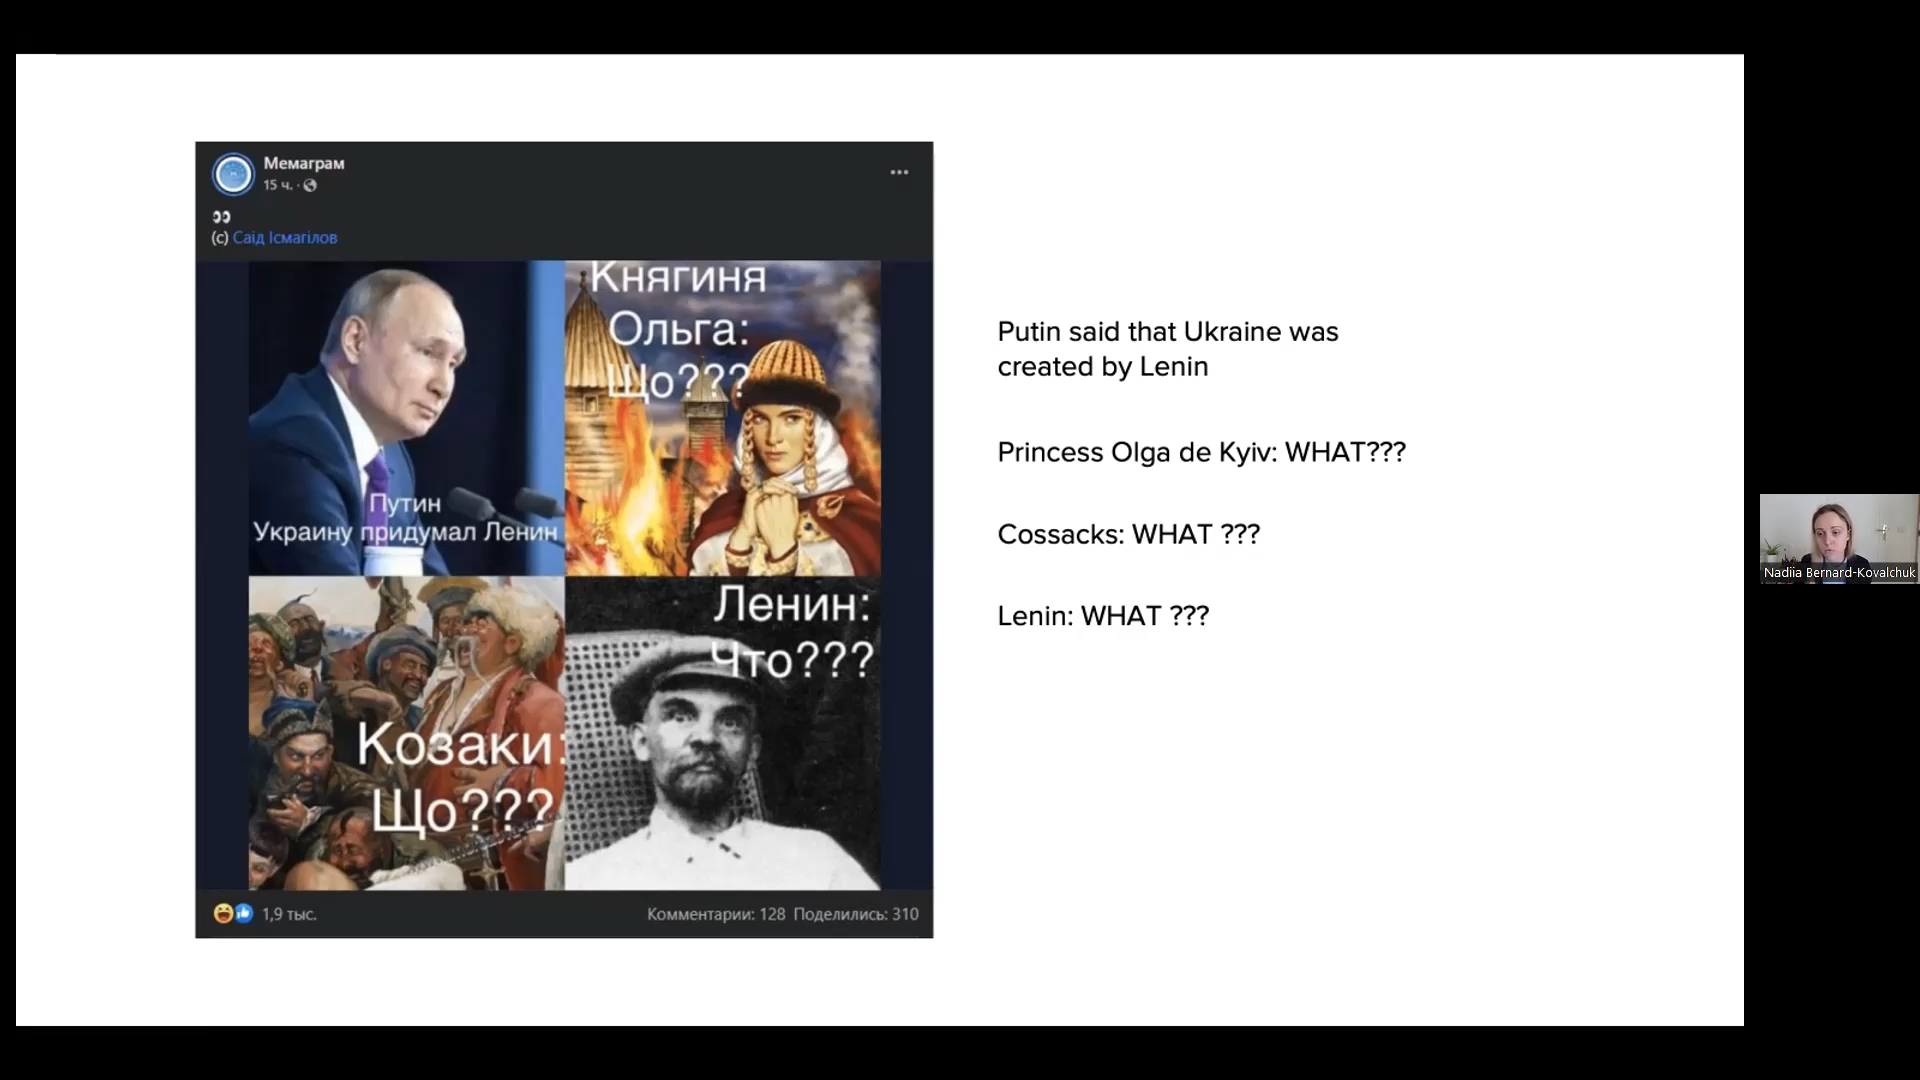 Мемаграм
15 ч. ·
(c) Саід Ісмагілов
Путин
Украину придумал Ленин
Княгиня
Ольга:
Що???
Козаки:
Що???
Ленин:
Что???
1,9 тыс.
Комментарии: 128 Поделились: 310
Putin said that Ukraine was
created by Lenin
Princess Olga de Kyiv: WHAT???
Cossacks: WHAT ???
Lenin: WHAT ???
Nadiia Bernard-Kovalchuk